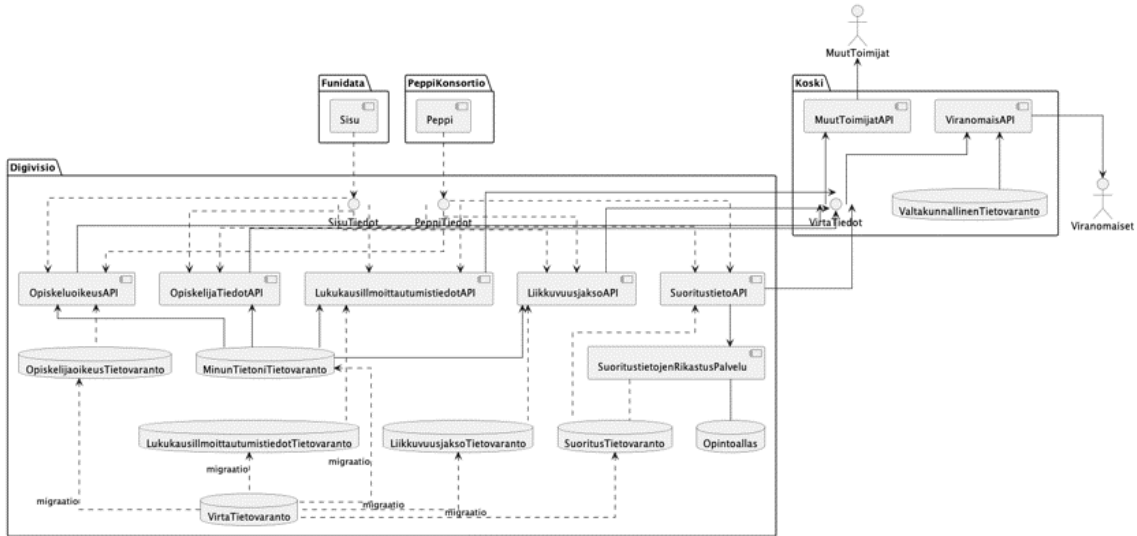 MuutToimijat
Funidata
PeppiKonsortio
Koski
Sisu
Peppi
MuutToimijatAPI
ViranomaisAPI
Digivisio
ValtakunnallinenTietovaranto
SisuTiedot
PeppiTiedot
VirtaTiedot
Viranomaiset
OpiskeluoikeusAPI
OpiskelijaTiedotAPI
LukukausiIlmoittautumistiedotAPI
LiikkuvuusjaksoAPI
SuoritustietoAPI
OpiskelijaoikeusTietovaranto
MinunTietoniTietovaranto
SuoritustietojenRikastusPalvelu
LukukausiIlmoittautumistiedotTietovaranto
LiikkuvuusjaksoTietovaranto
SuoritusTietovaranto
Opintoallas
migraatio
migraatio
migraatio
migraatio
VirtaTietovaranto